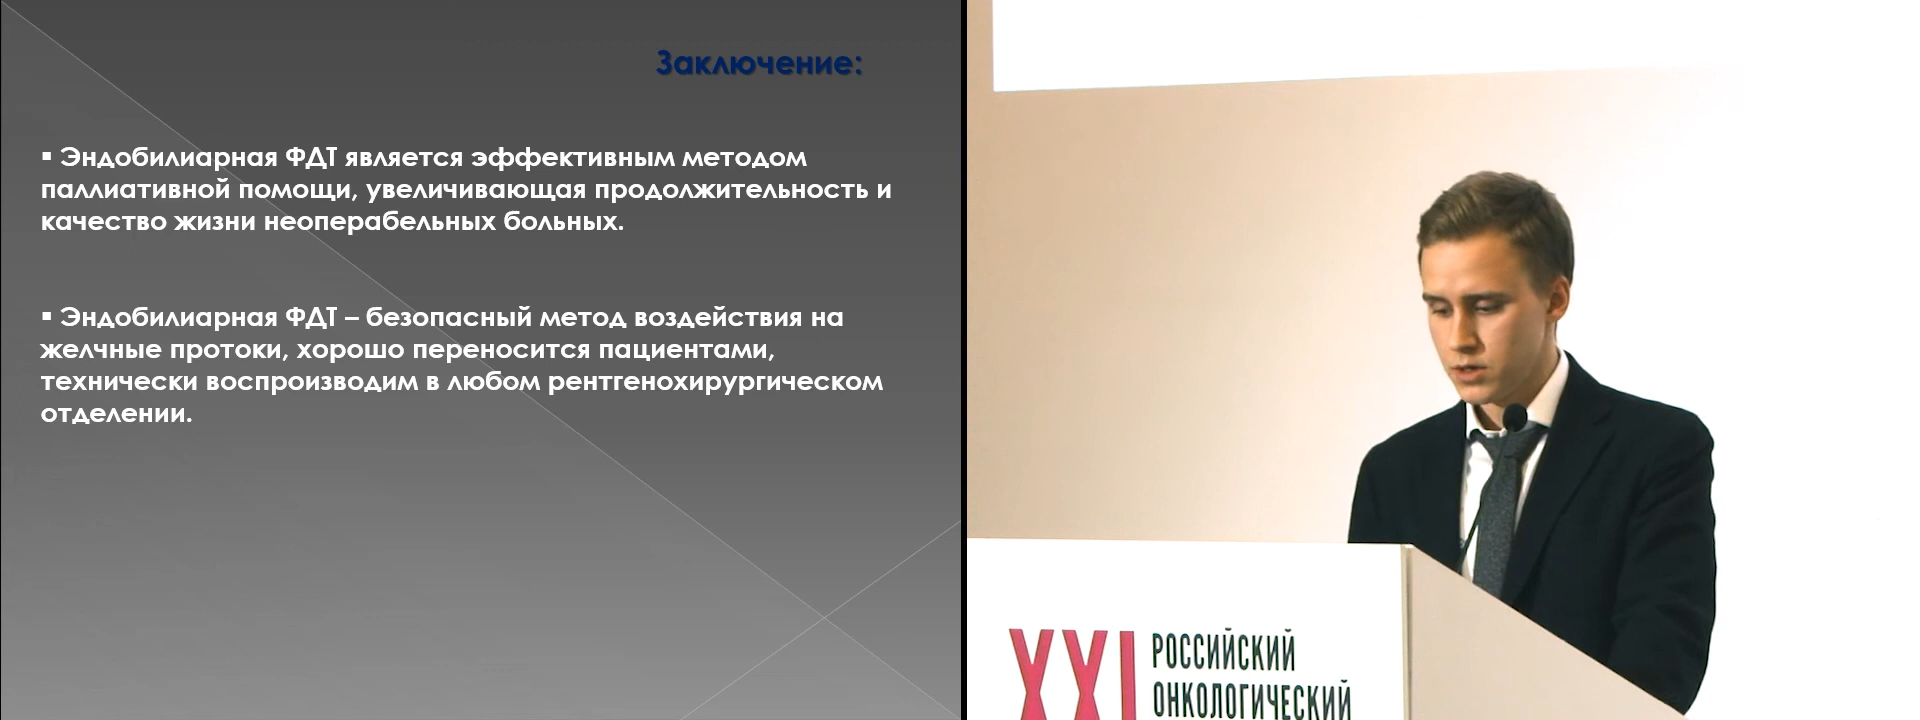 Заключение:
▪ Эндобилиарная ФДТ является эффективным методом
паллиативной помощи, увеличивающая продолжительность и
качество жизни неоперабельных больных.
▪ Эндобилиарная ФДТ – безопасный метод воздействия на
желчные протоки, хорошо переносится пациентами,
технически воспроизводим в любом рентгенохирургическом
отделении.
XXI РОССИЙСКИЙ
ОНКОЛОГИЧЕСКИЙ